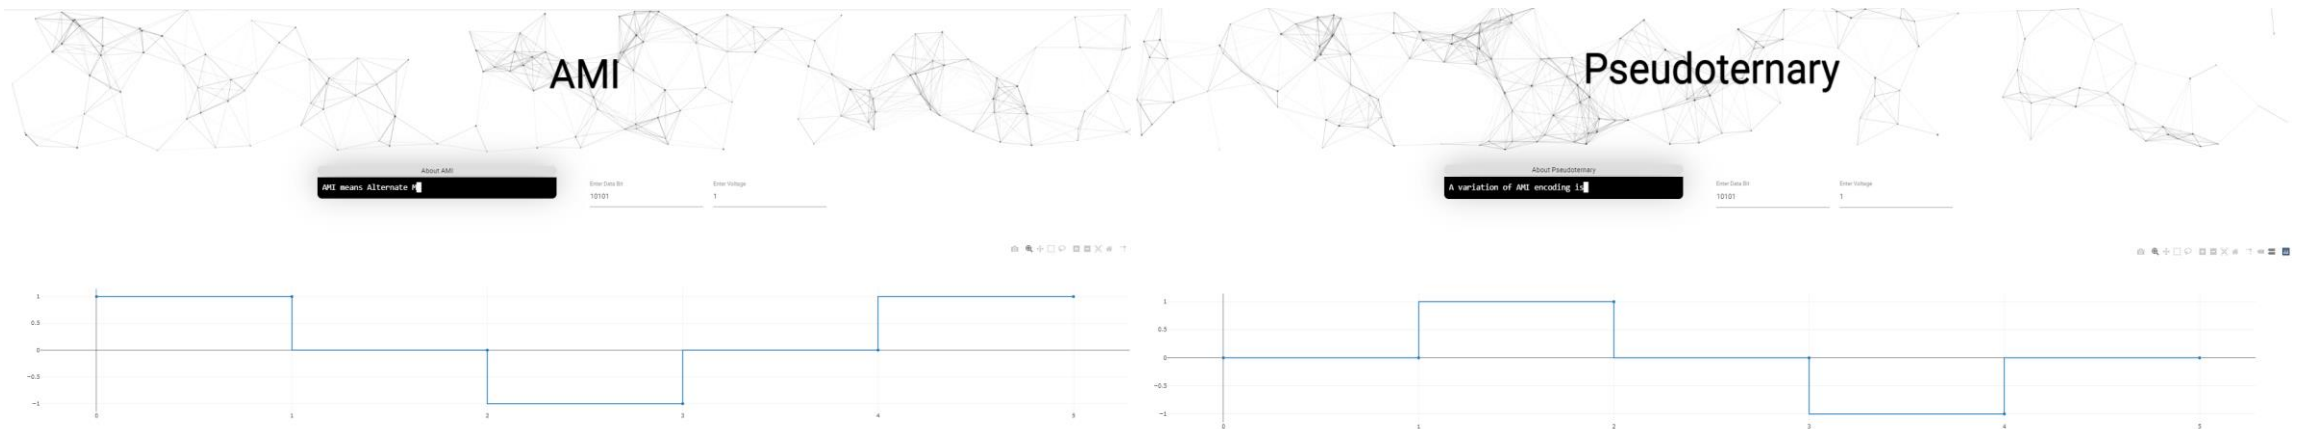 AMI
About AMI
AMI means Alternate M
Enter Data Bit
Enter Voltage
10101
1
1
0.5
0
−0.5
−1
0
1
2
3
4
5
Pseudoternary
About Pseudoternary
A variation of AMI encoding is
Enter Data Bit
Enter Voltage
10101
1
1
0.5
0
−0.5
−1
0
1
2
3
4
5